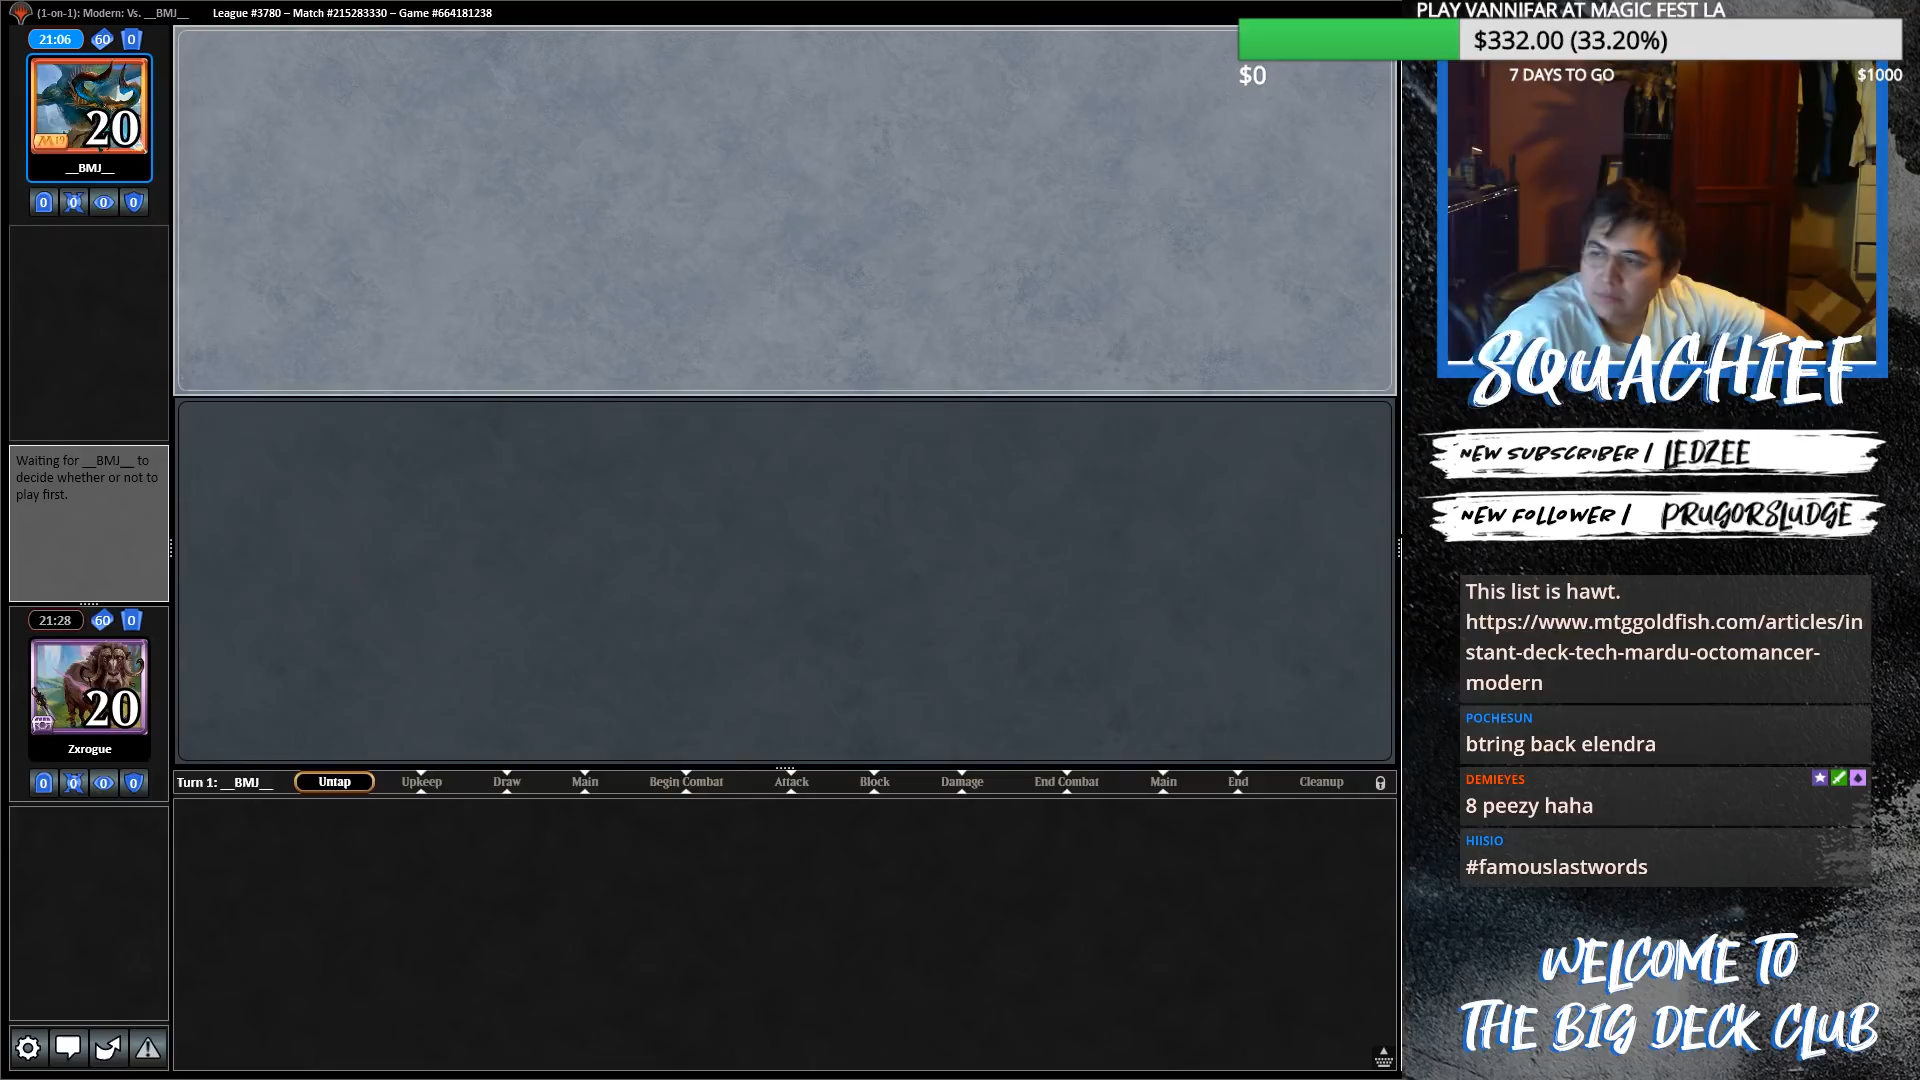 (1-on-1): Modern: Vs. __BMJ__
League #3780 – Match #215283330 – Game #664181238
PLAY VANNIFAR AT MAGIC FEST LA
$332.00 (33.20%)
$0
7 DAYS TO GO
$1000
21:06
60
0
M19
20
__BMJ__
0
0
0
0
Waiting for __BMJ__ to
decide whether or not to
play first.
21:28
60
0
20
Zxrogue
0
0
0
0
Turn 1: __BMJ__
Untap
Upkeep
Draw
Main
Begin Combat
Attack
Block
Damage
End Combat
Main
End
Cleanup
SQUACHIEF
NEW SUBSCRIBER / LEDZEE
NEW FOLLOWER / PRUGORSLUDGE
This list is hawt.
https://www.mtggoldfish.com/articles/in
stant-deck-tech-mardu-octomancer-
modern
POCHESUN
btring back elendra
DEMIEYES
8 peezy haha
HIISIO
#famouslastwords
WELCOME TO
THE BIG DECK CLUB